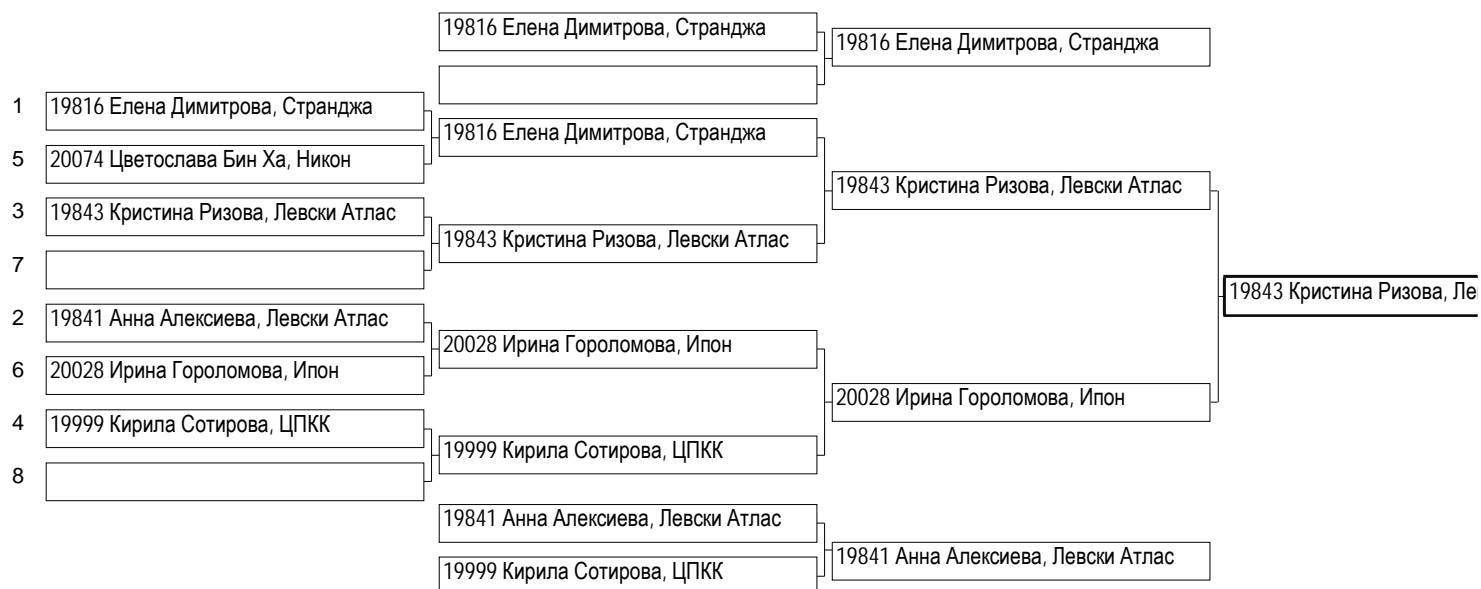 19816 Елена Димитрова, Странджа
19816 Елена Димитрова, Странджа
1 19816 Елена Димитрова, Странджа
19816 Елена Димитрова, Странджа
5 20074 Цветослава Бин Ха, Никон
19843 Кристина Ризова, Левски Атлас
3 19843 Кристина Ризова, Левски Атлас
19843 Кристина Ризова, Левски Атлас
7
19843 Кристина Ризова, Ле
2 19841 Анна Алексиева, Левски Атлас
20028 Ирина Гороломова, Ипон
6 20028 Ирина Гороломова, Ипон
20028 Ирина Гороломова, Ипон
4 19999 Кирила Сотирова, ЦПКК
19999 Кирила Сотирова, ЦПКК
8
19841 Анна Алексиева, Левски Атлас
19841 Анна Алексиева, Левски Атлас
19999 Кирила Сотирова, ЦПКК